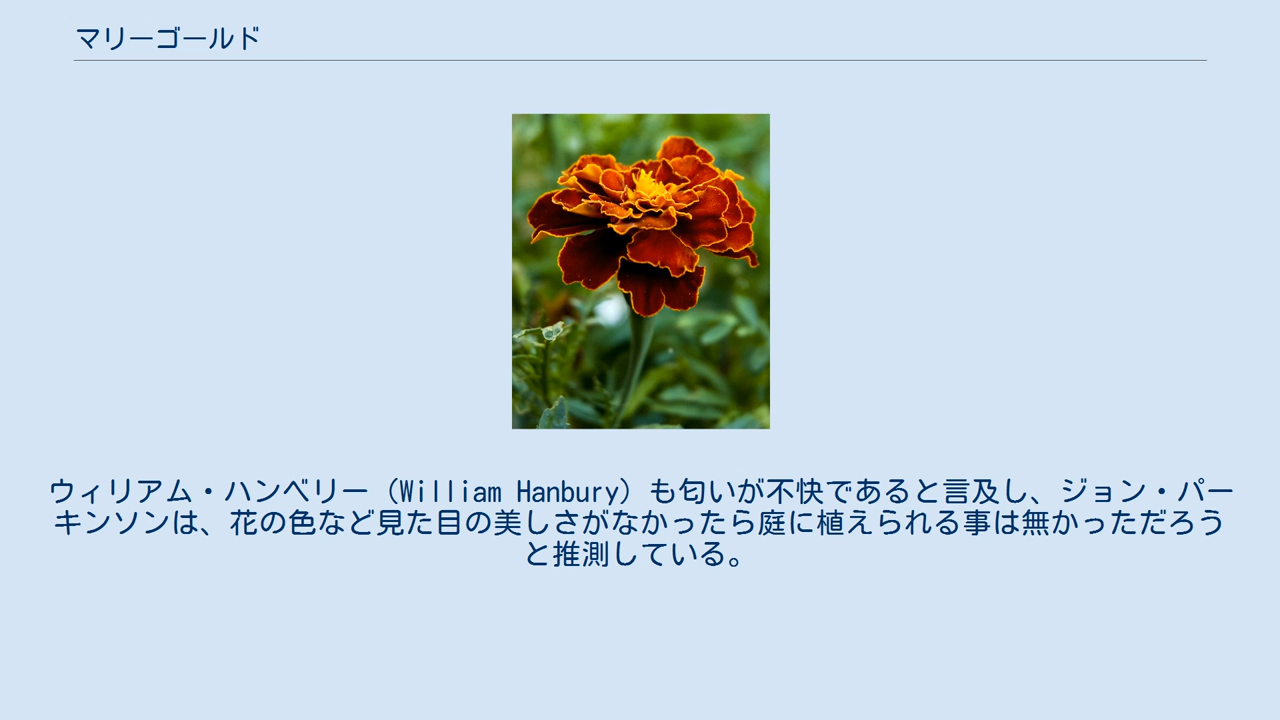 マリーゴールド
ウィリアム・ハンベリー（William Hanbury）も匂いが不快であると言及し、ジョン・パー
キンソンは、花の色など見た目の美しさがなかったら庭に植えられる事は無かっただろう
と推測している。